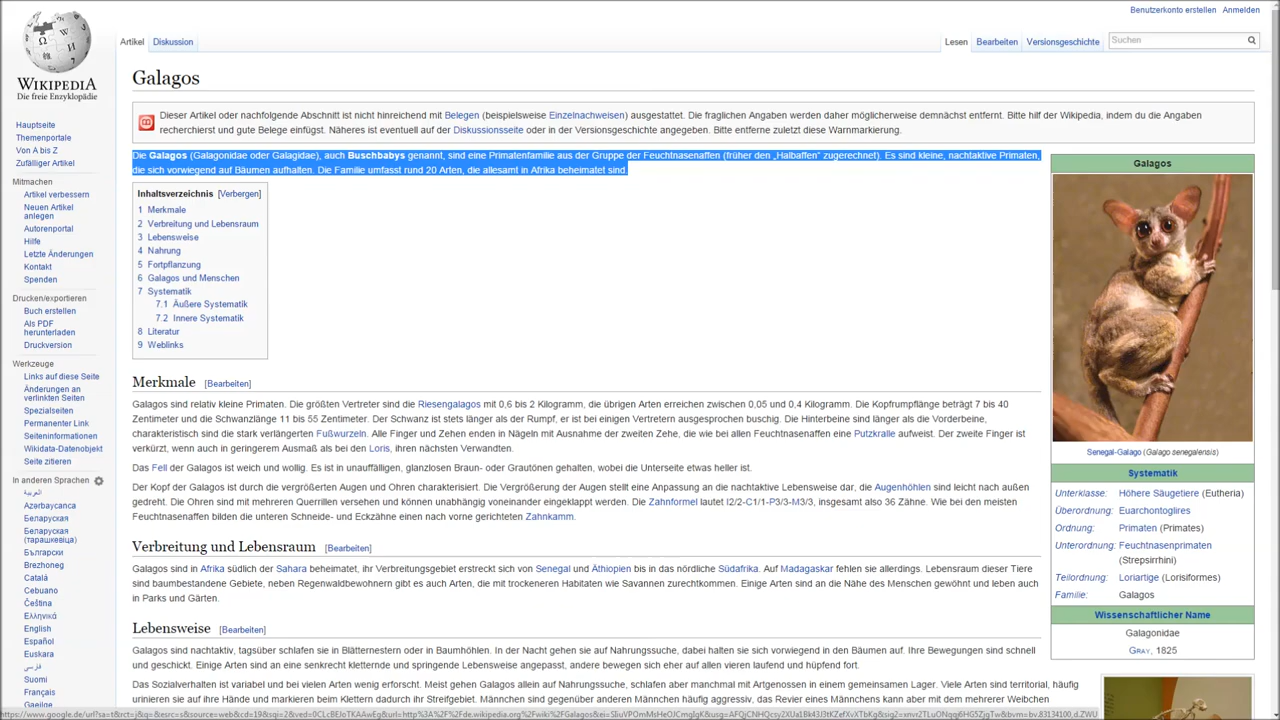 Benutzerkonto erstellen Anmelden
WIKIPEDIA
Die freie Enzyklopädie
Artikel Diskussion
Lesen Bearbeiten Versionsgeschichte Suchen
Hauptseite
Themenportale
Von A bis Z
Zufälliger Artikel
Mitmachen
Artikel verbessern
Neuen Artikel
anlegen
Autorenportal
Hilfe
Letzte Änderungen
Kontakt
Spenden
Drucken/exportieren
Buch erstellen
Als PDF
herunterladen
Druckversion
Werkzeuge
Links auf diese Seite
Änderungen an
verlinkten Seiten
Spezialseiten
Permanenter Link
Seiteninformationen
Wikidata-Datenobjekt
Seite zitieren
In anderen Sprachen
العربية
Azərbaycanca
Беларуская
Беларуская
(тарашкевіца)
Български
Brezhoneg
Català
Cebuano
Čeština
Ελληνικά
English
Español
Euskara
فارسی
Suomi
Français
Gaeilge
Galagos
Dieser Artikel oder nachfolgende Abschnitt ist nicht hinreichend mit Belegen (beispielsweise Einzelnachweisen) ausgestattet. Die fraglichen Angaben werden daher möglicherweise demnächst entfernt. Bitte hilf der Wikipedia, indem du die Angaben
recherchierst und gute Belege einfügst. Näheres ist eventuell auf der Diskussionsseite oder in der Versionsgeschichte angegeben. Bitte entferne zuletzt diese Warnmarkierung.
Die Galagos (Galagonidae oder Galagidae), auch Buschbabys genannt, sind eine Primatenfamilie aus der Gruppe der Feuchtnasenaffen (früher den „Halbaffen“ zugerechnet). Es sind kleine, nachtaktive Primaten,
die sich vorwiegend auf Bäumen aufhalten. Die Familie umfasst rund 20 Arten, die allesamt in Afrika beheimatet sind.
Inhaltsverzeichnis [Verbergen]
1 Merkmale
2 Verbreitung und Lebensraum
3 Lebensweise
4 Nahrung
5 Fortpflanzung
6 Galagos und Menschen
7 Systematik
7.1 Äußere Systematik
7.2 Innere Systematik
8 Literatur
9 Weblinks
Merkmale [Bearbeiten]
Galagos sind relativ kleine Primaten. Die größten Vertreter sind die Riesengalagos mit 0,6 bis 2 Kilogramm, die übrigen Arten erreichen zwischen 0,05 und 0,4 Kilogramm. Die Kopfrumpflänge beträgt 7 bis 40
Zentimeter und die Schwanzlänge 11 bis 55 Zentimeter. Der Schwanz ist stets länger als der Rumpf, er ist bei einigen Vertretern ausgesprochen buschig. Die Hinterbeine sind länger als die Vorderbeine,
charakteristisch sind die stark verlängerten Fußwurzeln. Alle Finger und Zehen enden in Nägeln mit Ausnahme der zweiten Zehe, die wie bei allen Feuchtnasenaffen eine Putzkralle aufweist. Der zweite Finger ist
verkürzt, wenn auch in geringerem Ausmaß als bei den Loris, ihren nächsten Verwandten.
Das Fell der Galagos ist weich und wollig. Es ist in unauffälligen, glanzlosen Braun- oder Grautönen gehalten, wobei die Unterseite etwas heller ist.
Der Kopf der Galagos ist durch die vergrößerten Augen und Ohren charakterisiert. Die Vergrößerung der Augen stellt eine Anpassung an die nachtaktive Lebensweise dar, die Augenhöhlen sind leicht nach außen
gedreht. Die Ohren sind mit mehreren Querrillen versehen und können unabhängig voneinander eingeklappt werden. Die Zahnformel lautet I2/2-C1/1-P3/3-M3/3, insgesamt also 36 Zähne. Wie bei den meisten
Feuchtnasenaffen bilden die unteren Schneide- und Eckzähne einen nach vorne gerichteten Zahnkamm.
Verbreitung und Lebensraum [Bearbeiten]
Galagos sind in Afrika südlich der Sahara beheimatet, ihr Verbreitungsgebiet erstreckt sich von Senegal und Äthiopien bis in das nördliche Südafrika. Auf Madagaskar fehlen sie allerdings. Lebensraum dieser Tiere
sind baumbestandene Gebiete, neben Regenwaldbewohnern gibt es auch Arten, die mit trockeneren Habitaten wie Savannen zurechtkommen. Einige Arten sind an die Nähe des Menschen gewöhnt und leben auch
in Parks und Gärten.
Lebensweise [Bearbeiten]
Galagos sind nachtaktiv, tagsüber schlafen sie in Blätternestern oder in Baumhöhlen. In der Nacht gehen sie auf Nahrungssuche, dabei halten sie sich vorwiegend in den Bäumen auf. Ihre Bewegungen sind schnell
und geschickt. Einige Arten sind an eine senkrecht kletternde und springende Lebensweise angepasst, andere bewegen sich eher auf allen vieren laufend und hüpfend fort.
Das Sozialverhalten ist variabel und bei vielen Arten wenig erforscht. Meist gehen Galagos allein auf Nahrungssuche, schlafen aber manchmal mit Artgenossen in einem gemeinsamen Lager. Viele Arten sind territorial, häufig
urinieren sie auf ihre Hände und markieren beim Klettern dadurch ihr Streifgebiet. Männchen sind gegenüber anderen Männchen häufig aggressiv, das Revier eines Männchens kann aber mit dem mehrerer Weibchen
Galagos
Senegal-Galago (Galago senegalensis)
Systematik
Unterklasse: Höhere Säugetiere (Eutheria)
Überordnung: Euarchontoglires
Ordnung: Primaten (Primates)
Unterordnung: Feuchtnasenprimaten
(Strepsirrhini)
Teilordnung: Loriartige (Lorisiformes)
Familie: Galagos
Wissenschaftlicher Name
Galagonidae
GRAY, 1825